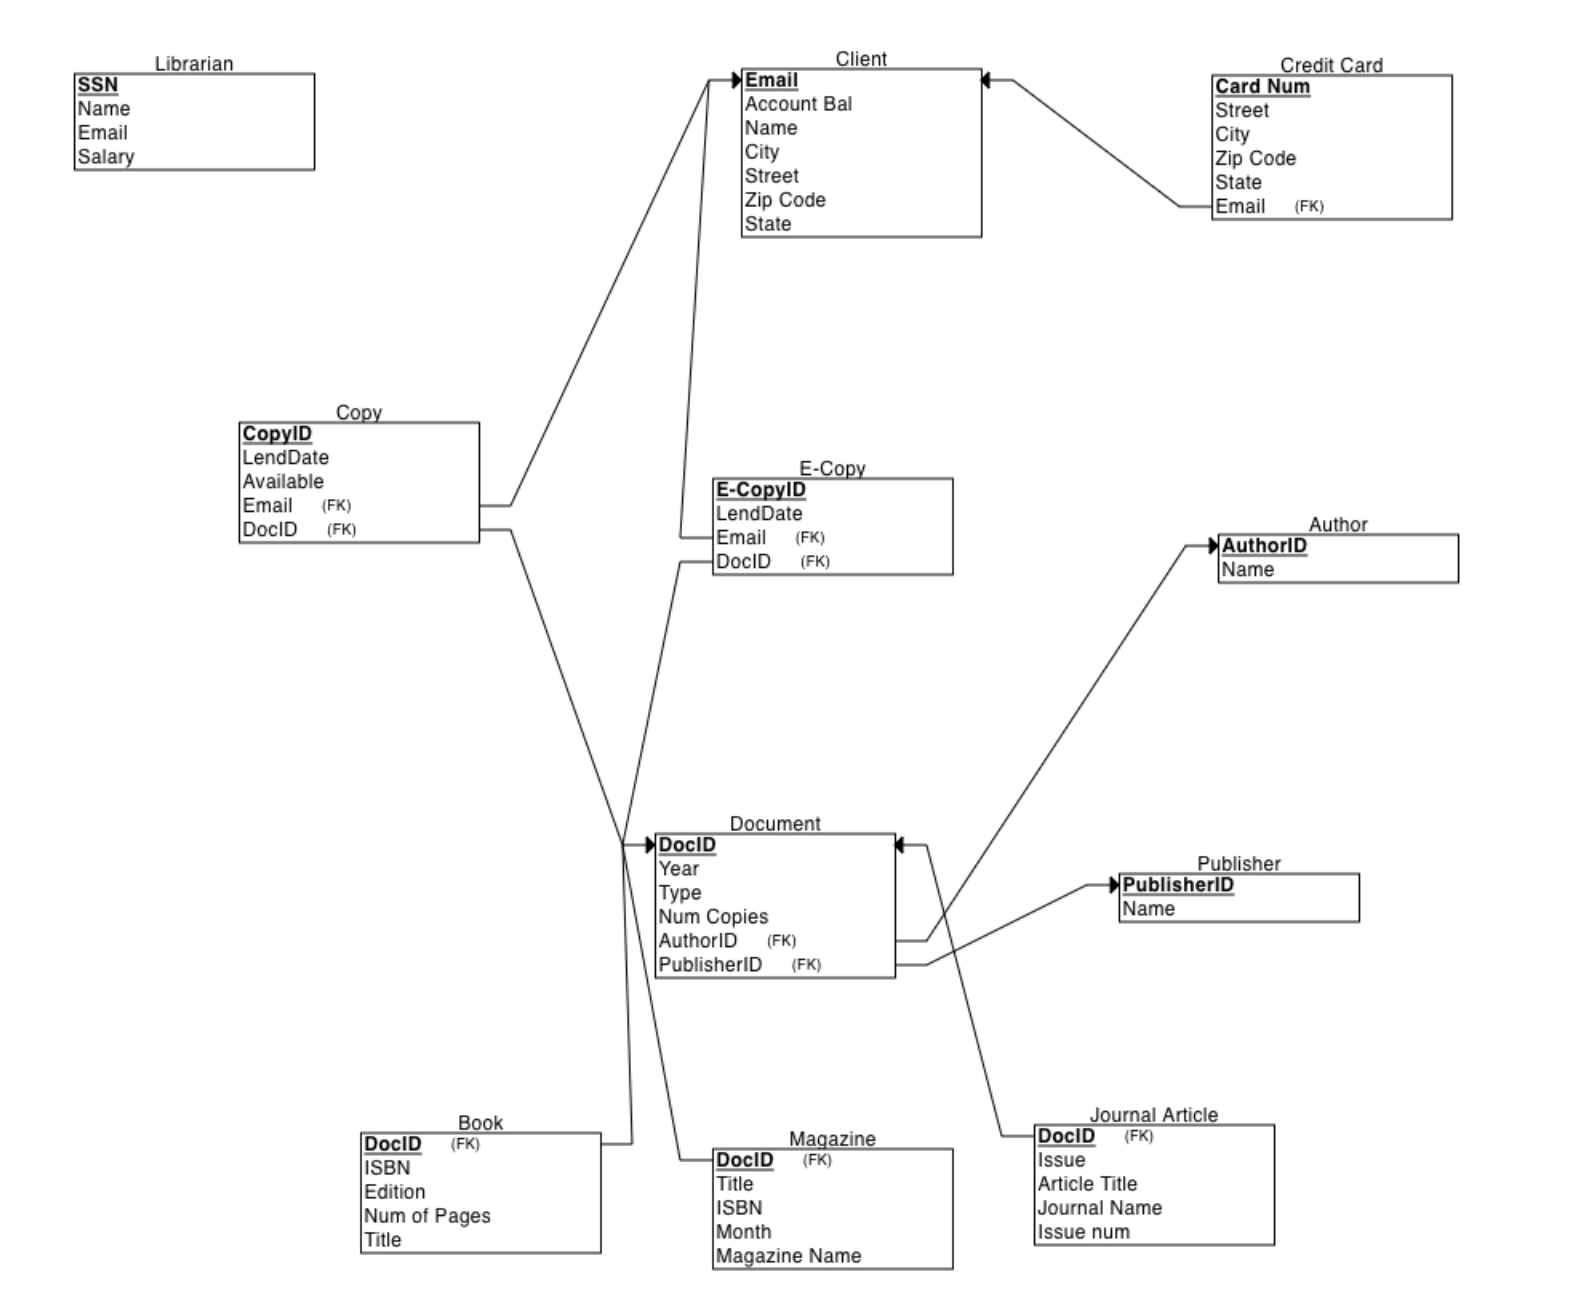 Librarian
SSN
Name
Email
Salary
Client
Email
Account Bal
Name
City
Street
Zip Code
State
Credit Card
Card Num
Street
City
Zip Code
State
Email (FK)
Copy
CopyID
LendDate
Available
Email (FK)
DocID (FK)
E-Copy
E-CopyID
LendDate
Email (FK)
DocID (FK)
Author
AuthorID
Name
Document
DocID
Year
Type
Num Copies
AuthorID (FK)
PublisherID (FK)
Publisher
PublisherID
Name
Book
DocID (FK)
ISBN
Edition
Num of Pages
Title
Magazine
DocID (FK)
Title
ISBN
Month
Magazine Name
Journal Article
DocID (FK)
Issue
Article Title
Journal Name
Issue num